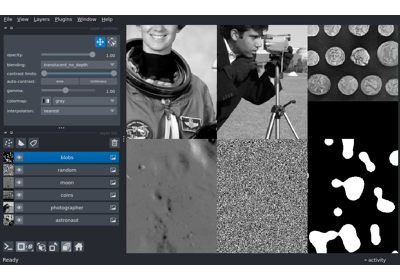 File View Layers Plugins Window Help
opacity: 1.00
blending: translucent_no_depth
contrast limits:
auto-contrast: once continuous
gamma: 1.00
colormap: gray
interpolation: nearest
blobs
random
moon
coins
photographer
astronaut
Ready
activity